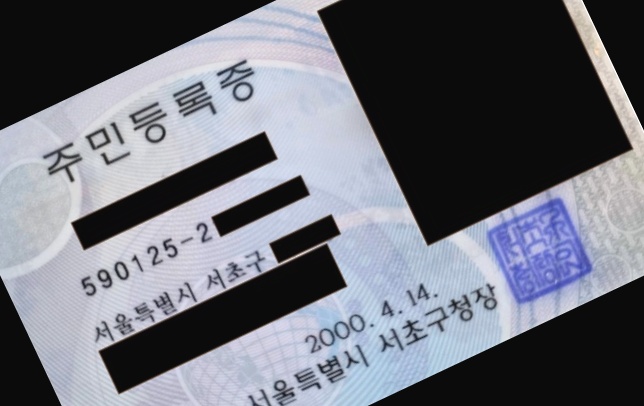 주민등록증
590125-2
서울특별시 서초구
2000. 4. 14.
서울특별시 서초구청장